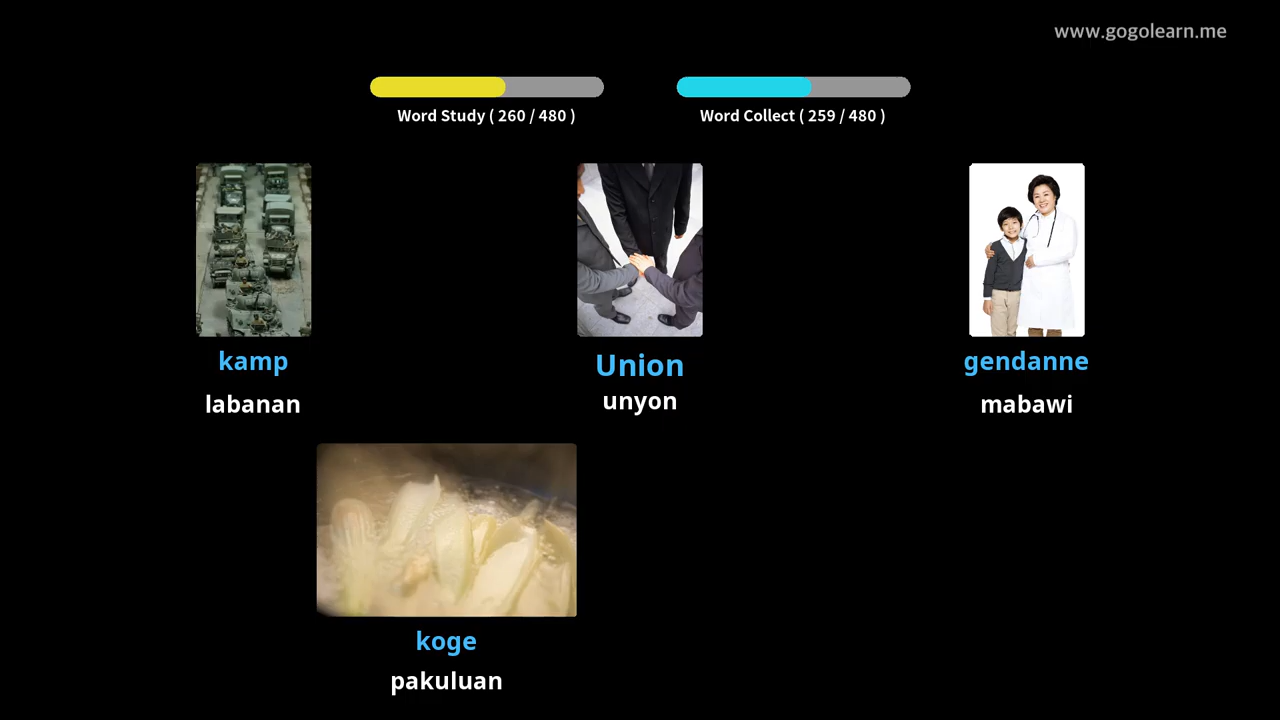 www.gogolearn.me
Word Study ( 260 / 480 )
Word Collect ( 259 / 480 )
kamp
labanan
Union
unyon
gendanne
mabawi
koge
pakuluan